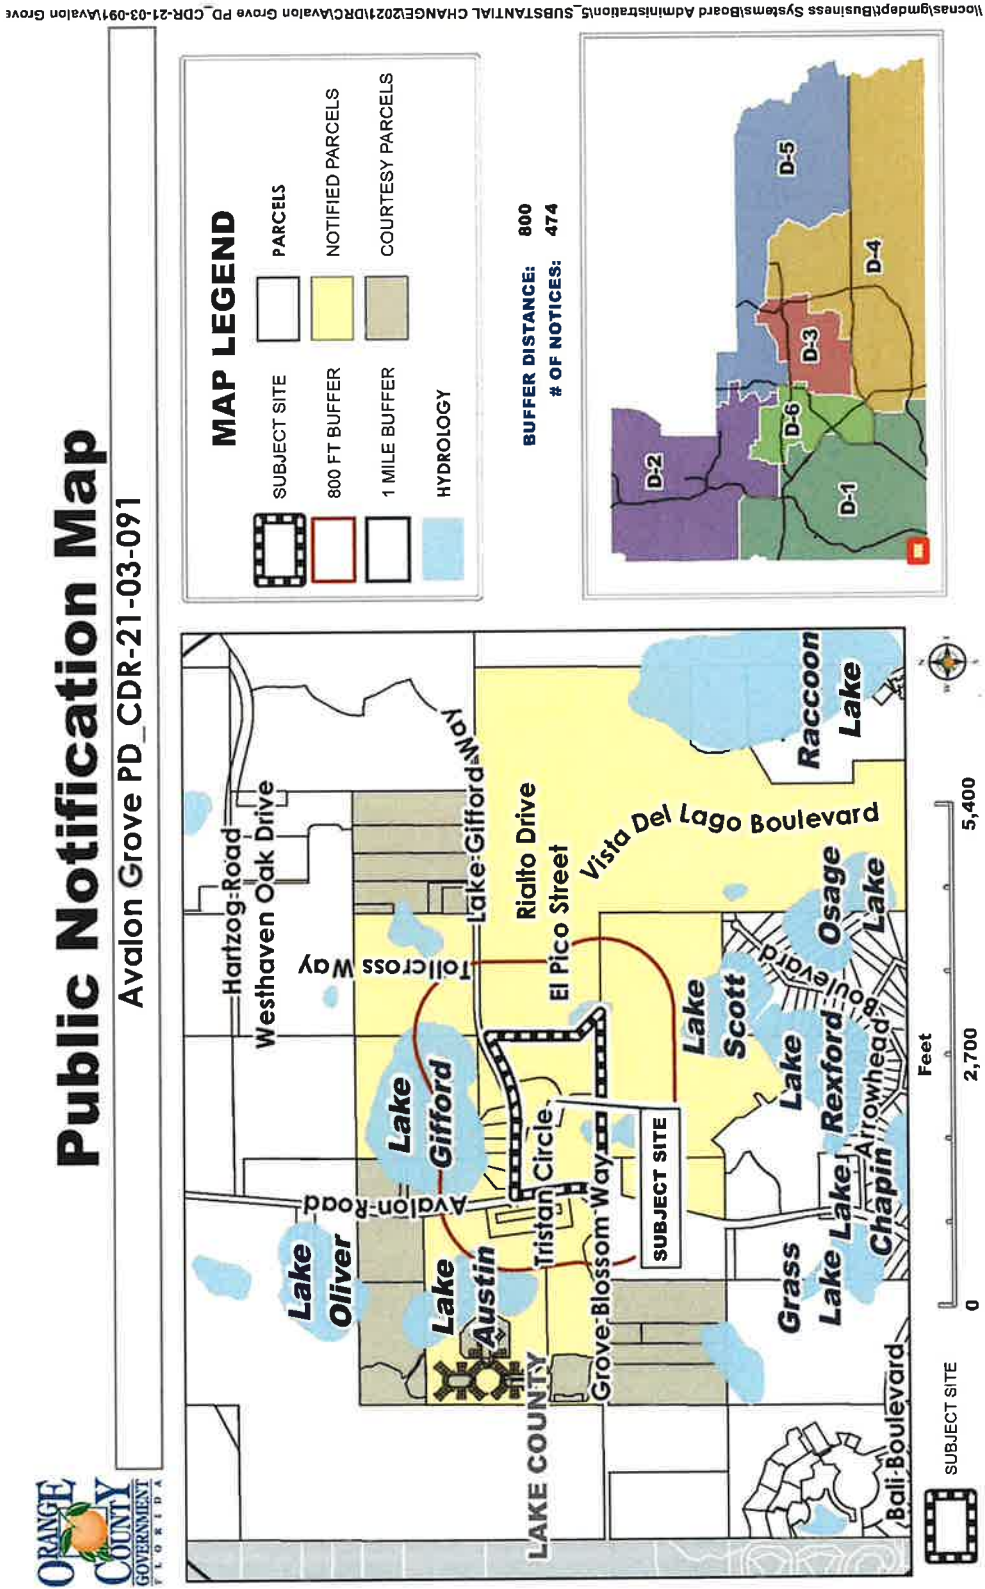 Public Notification Map
Avalon Grove PD_CDR-21-03-091
ORANGE
COUNTY
GOVERNMENT
FLORIDA
MAP LEGEND
SUBJECT SITE
PARCELS
800 FT BUFFER
NOTIFIED PARCELS
1 MILE BUFFER
COURTESY PARCELS
HYDROLOGY
BUFFER DISTANCE: 800
# OF NOTICES: 474
D-2
D-5
D-6
D-3
D-4
D-1
Hartzog Road
Westhaven Oak Drive
Lake
Oliver
Avalon Road
Lake
Gifford
Tollcross Way
Lake Gifford Way
Lake
Austin
LAKE COUNTY
Tristan Circle
Grove Blossom Way
Rialto Drive
El Pico Street
Vista Del Lago Boulevard
SUBJECT SITE
Lake
Scott
Raccoon
Lake
Osage
Lake
Grass
Lake
Lake
Rexford
Lake
Chapin
Arrowhead Boulevard
Bali Boulevard
Feet
0 2,700 5,400
N
W
SUBJECT SITE
\\ocnas\gmdept\Business Systems\Board Administration\5_SUBSTANTIAL CHANGE\2021\DRC\Avalon Grove PD_CDR-21-03-091\Avalon Grove